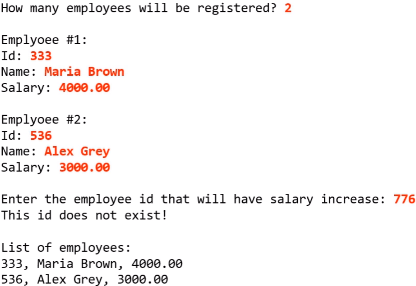 How many employees will be registered? 2
Emplyoee #1:
Id: 333
Name: Maria Brown
Salary: 4000.00
Emplyoee #2:
Id: 536
Name: Alex Grey
Salary: 3000.00
Enter the employee id that will have salary increase: 776
This id does not exist!
List of employees:
333, Maria Brown, 4000.00
536, Alex Grey, 3000.00